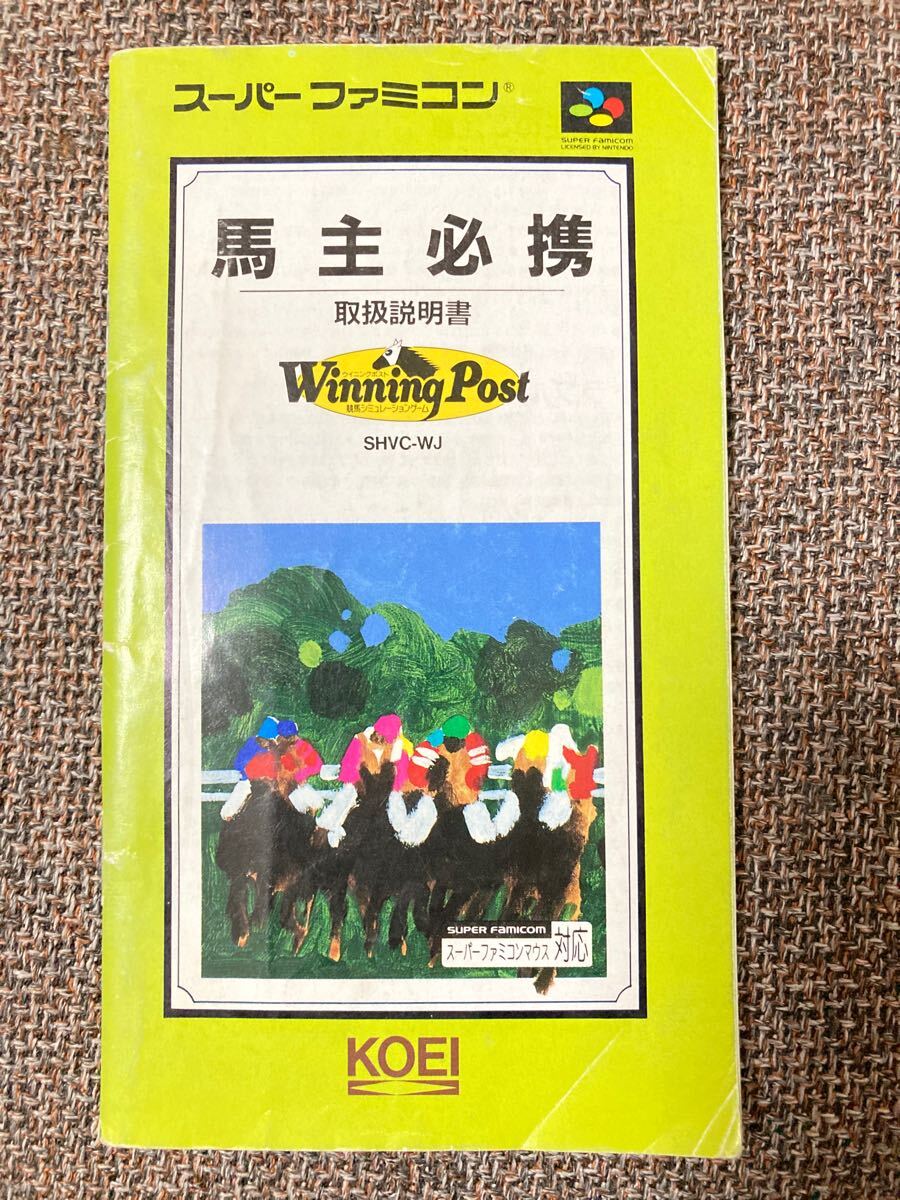 スーパーファミコン®
SUPER FAMICOM
LICENSED BY NINTENDO
馬主必携
取扱説明書
ウイニングポスト
Winning Post
競馬シミュレーションゲーム
SHVC-WJ
SUPER FAMICOM
スーパーファミコンマウス 対応
KOEI